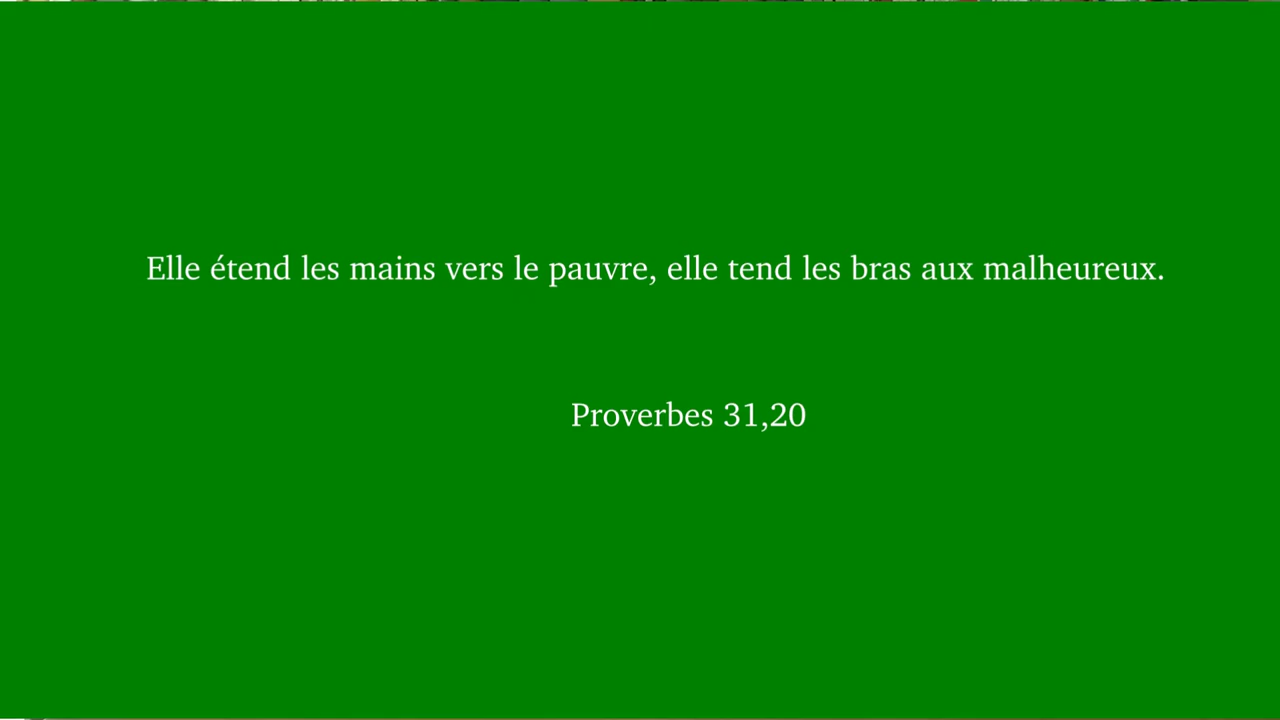 Elle étend les mains vers le pauvre, elle tend les bras aux malheureux.
Proverbes 31,20